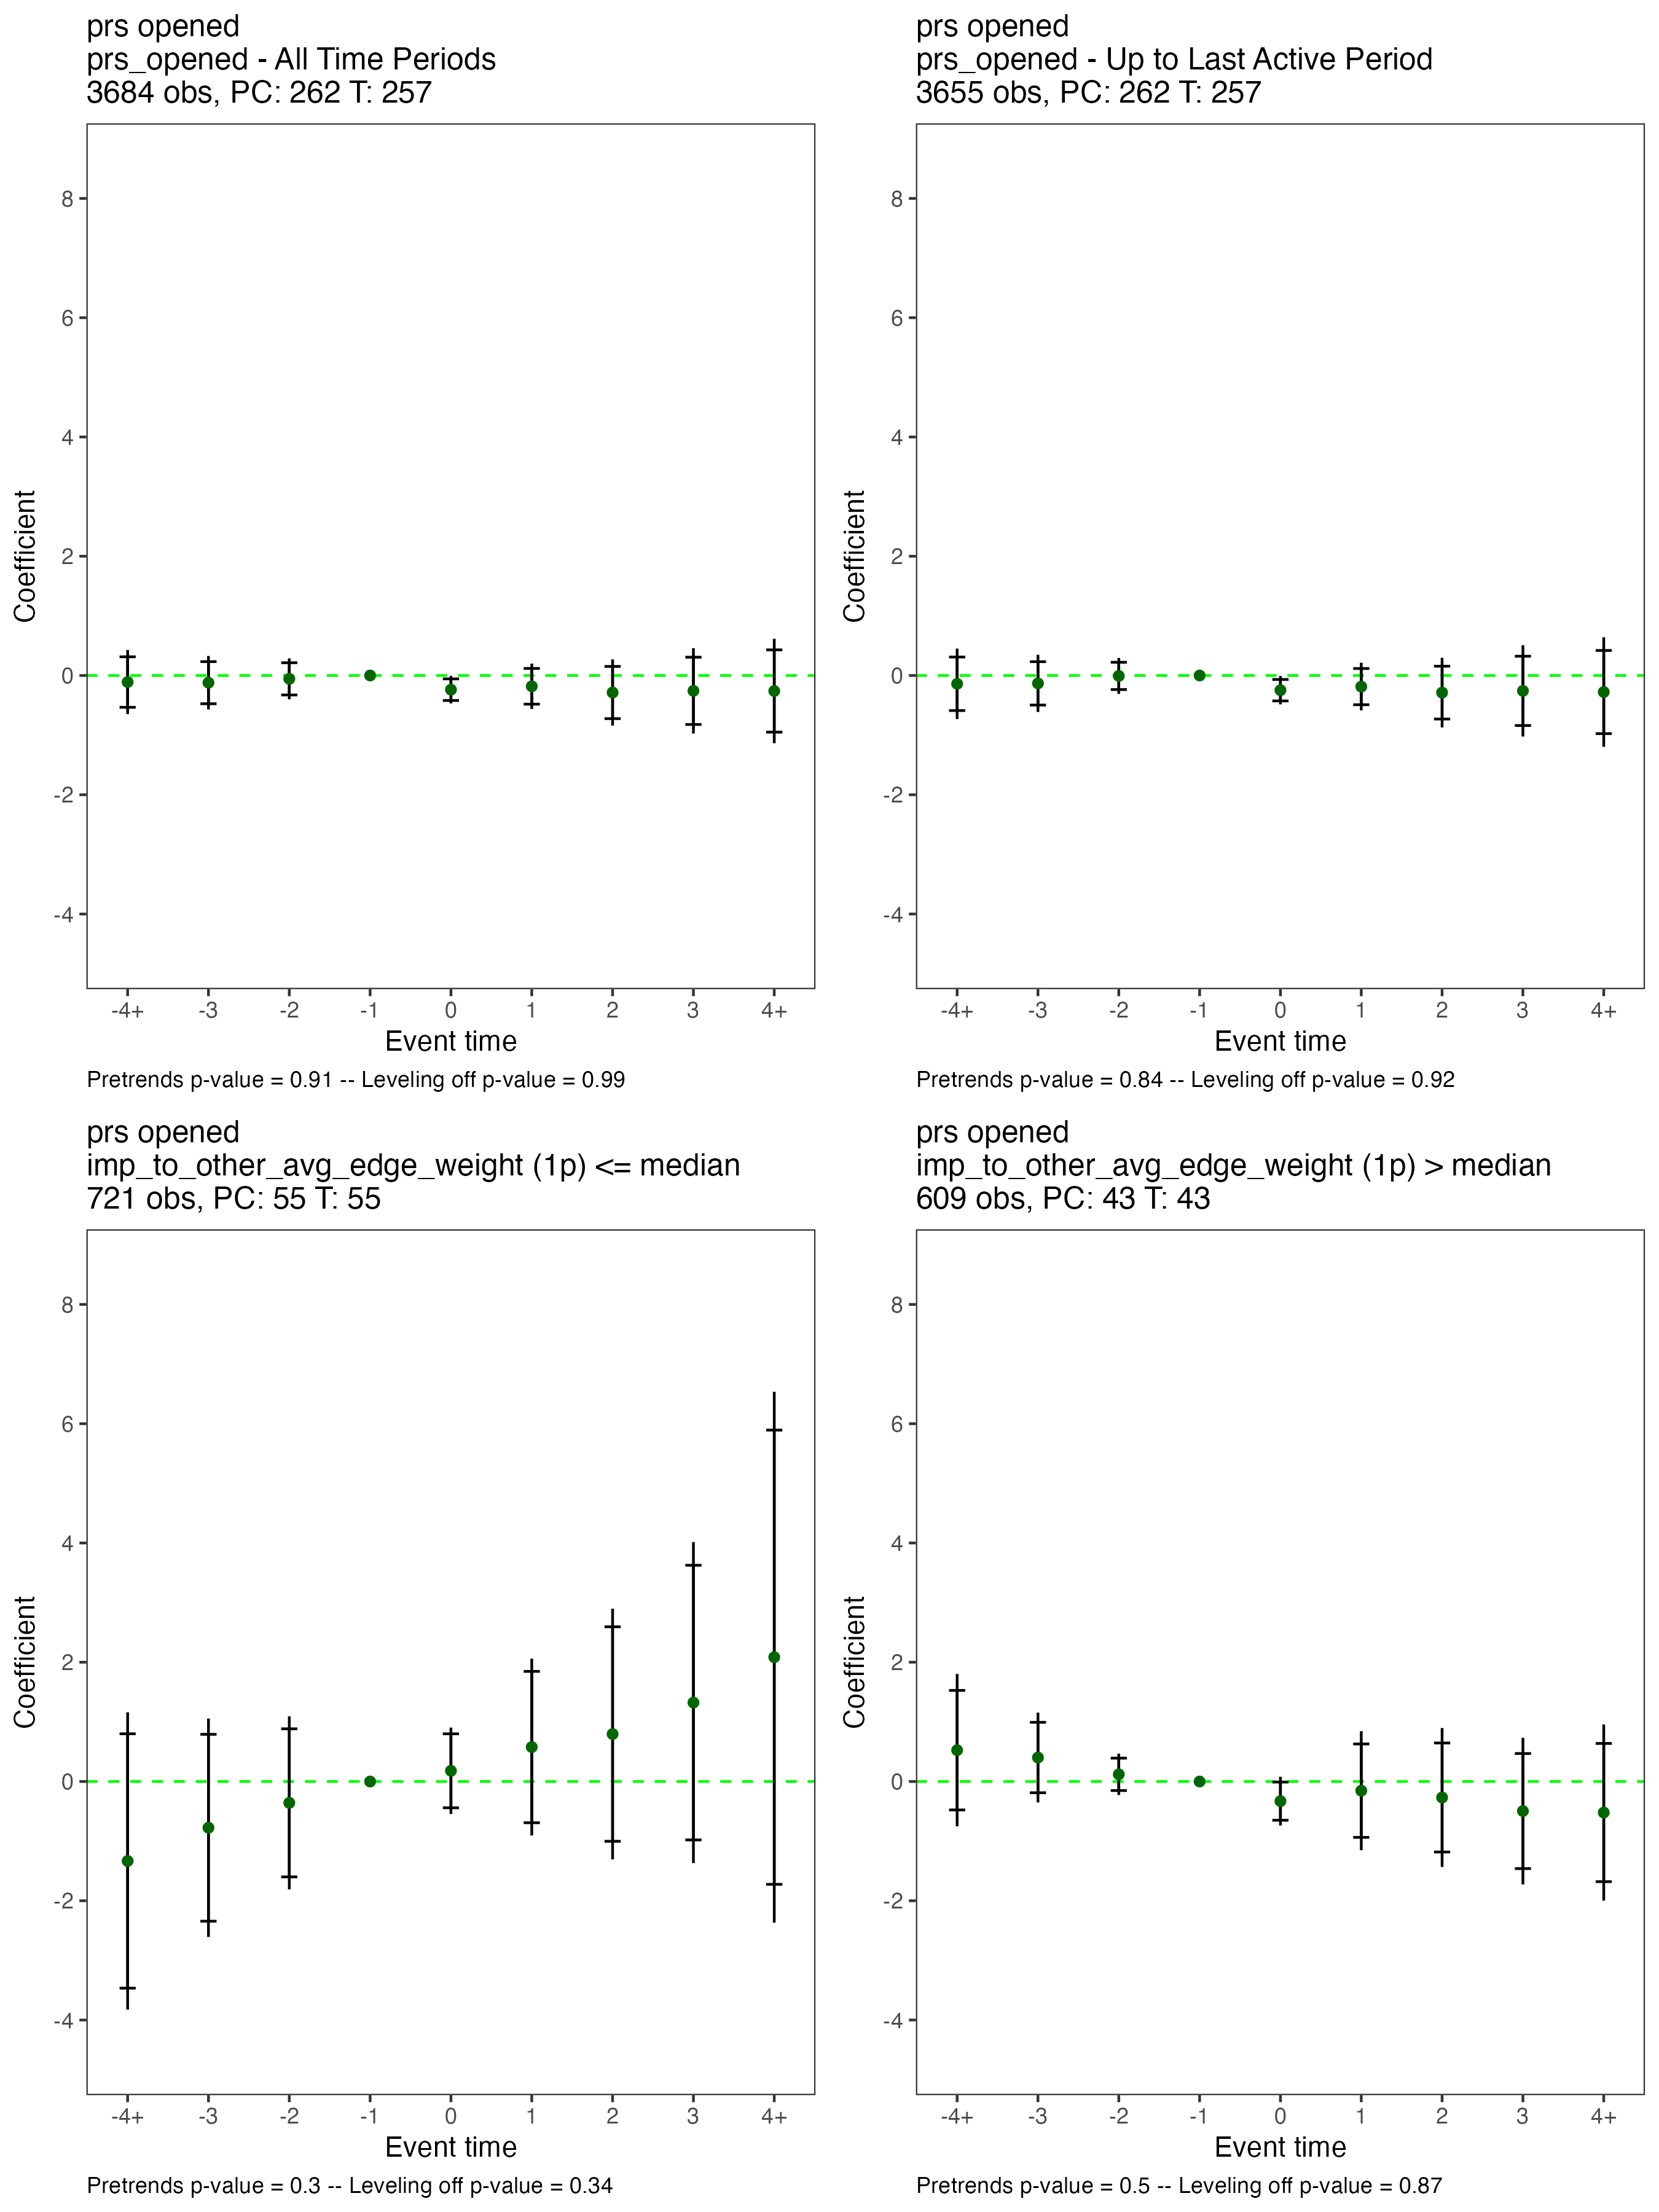 prs opened
prs_opened - All Time Periods
3684 obs, PC: 262 T: 257
Coefficient
8
6
4
2
0
-2
-4
-4+ -3 -2 -1 0 1 2 3 4+
Event time
Pretrends p-value = 0.91 -- Leveling off p-value = 0.99
prs opened
prs_opened - Up to Last Active Period
3655 obs, PC: 262 T: 257
Coefficient
8
6
4
2
0
-2
-4
-4+ -3 -2 -1 0 1 2 3 4+
Event time
Pretrends p-value = 0.84 -- Leveling off p-value = 0.92
prs opened
imp_to_other_avg_edge_weight (1p) <= median
721 obs, PC: 55 T: 55
Coefficient
8
6
4
2
0
-2
-4
-4+ -3 -2 -1 0 1 2 3 4+
Event time
Pretrends p-value = 0.3 -- Leveling off p-value = 0.34
prs opened
imp_to_other_avg_edge_weight (1p) > median
609 obs, PC: 43 T: 43
Coefficient
8
6
4
2
0
-2
-4
-4+ -3 -2 -1 0 1 2 3 4+
Event time
Pretrends p-value = 0.5 -- Leveling off p-value = 0.87